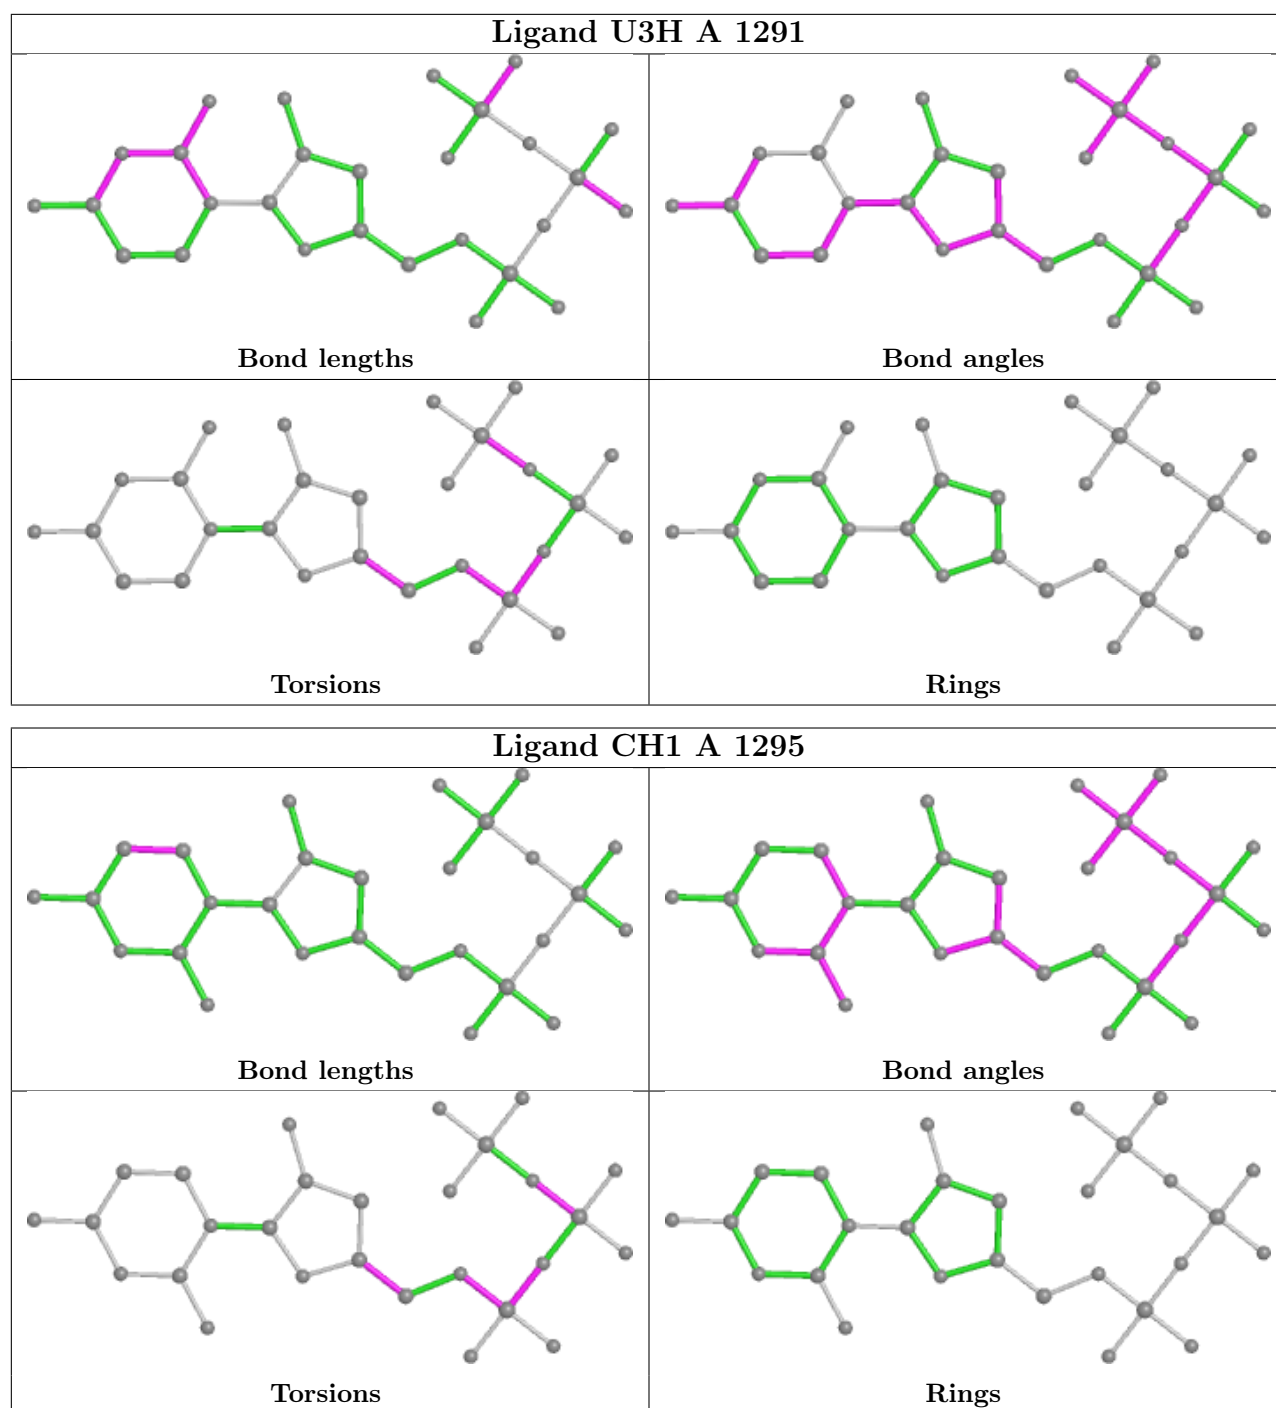 Ligand U3H A 1291
Bond lengths
Bond angles
Torsions
Rings
Ligand CH1 A 1295
Bond lengths
Bond angles
Torsions
Rings